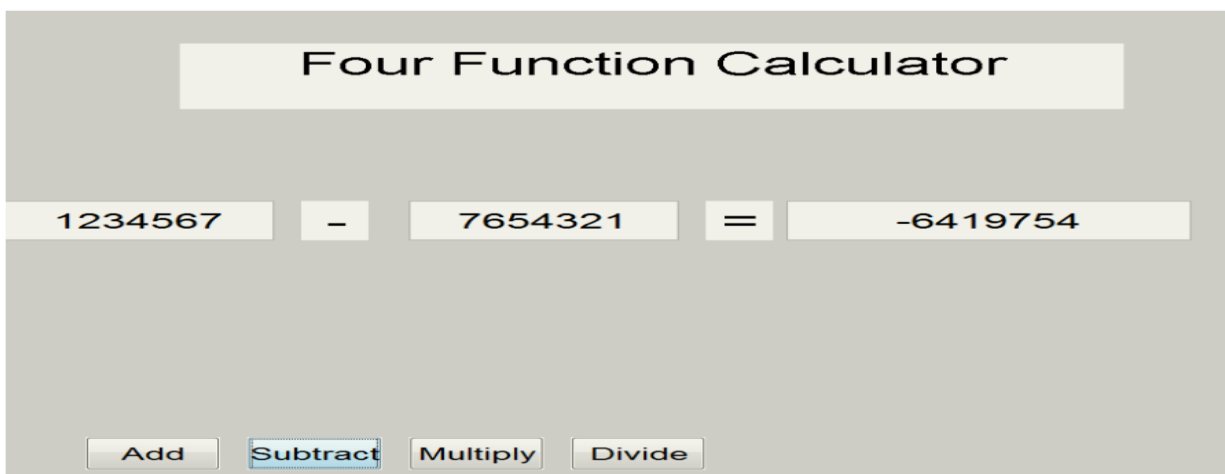 Four Function Calculator
1234567 - 7654321 = -6419754
Add Subtract Multiply Divide